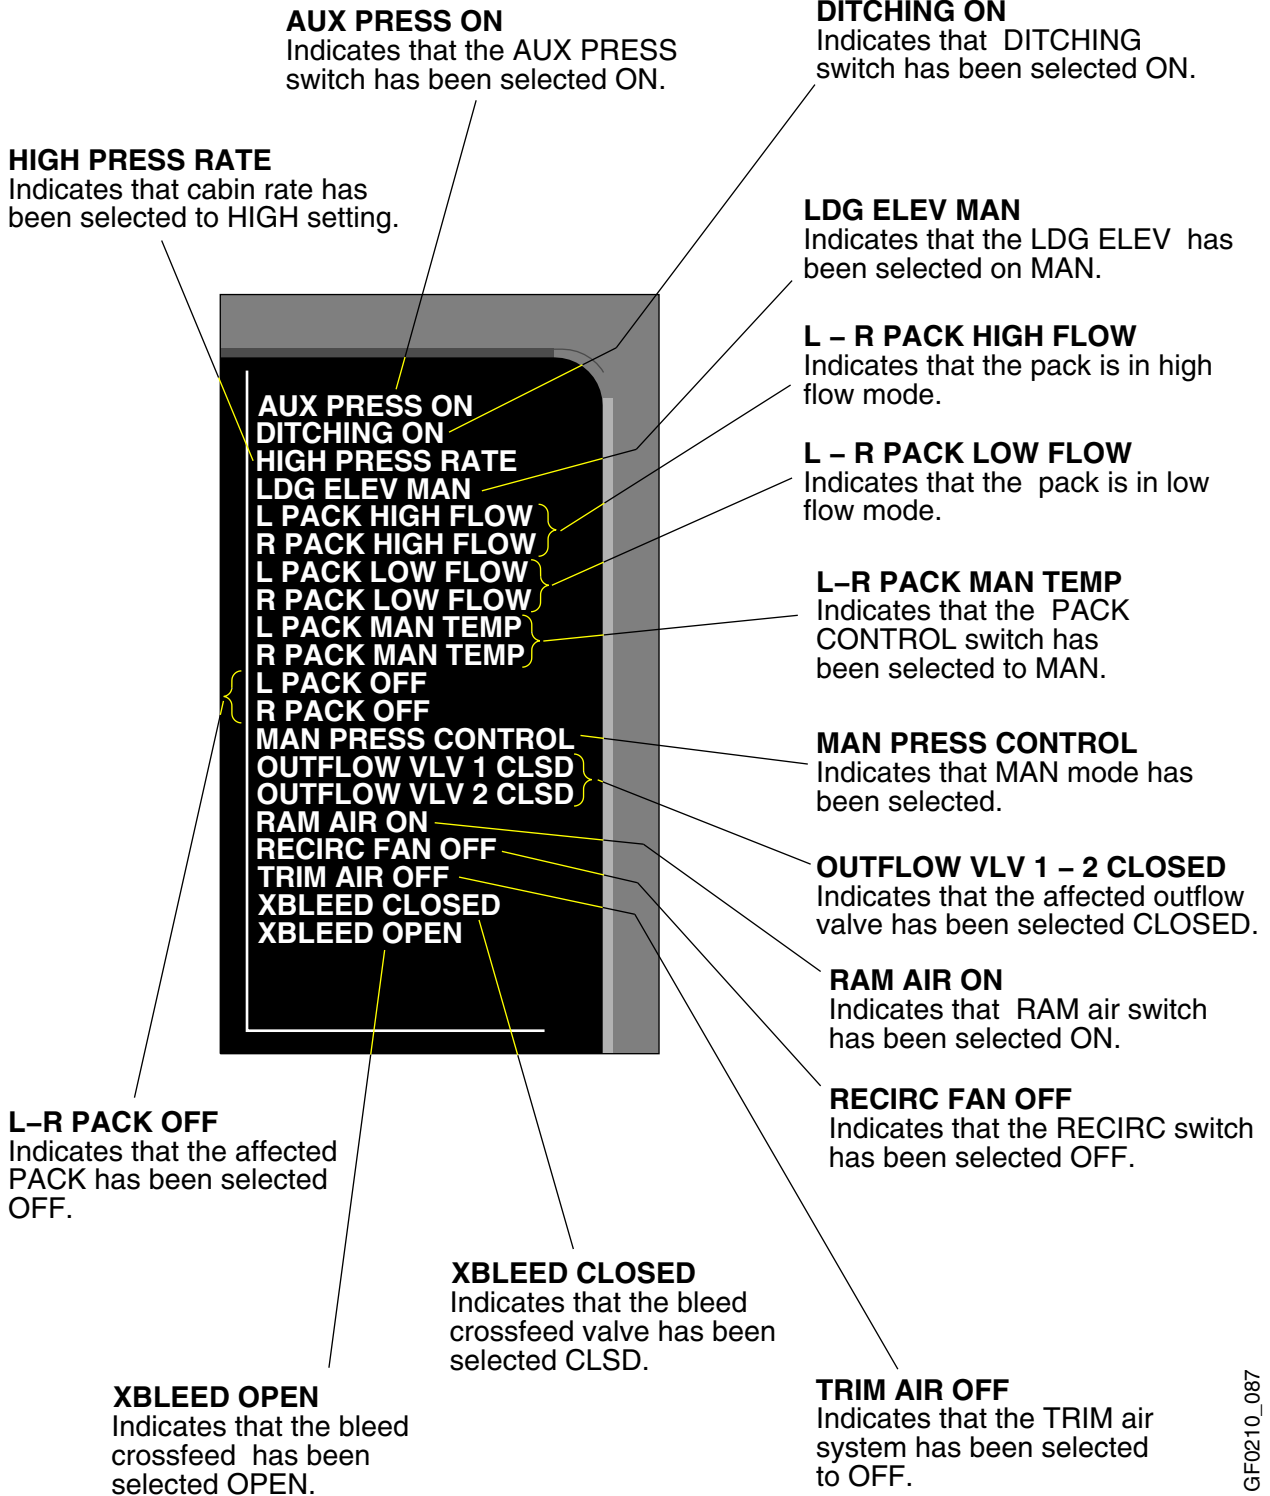 AUX PRESS ON
Indicates that the AUX PRESS
switch has been selected ON.
DITCHING ON
Indicates that DITCHING
switch has been selected ON.
HIGH PRESS RATE
Indicates that cabin rate has
been selected to HIGH setting.
LDG ELEV MAN
Indicates that the LDG ELEV has
been selected on MAN.
L – R PACK HIGH FLOW
Indicates that the pack is in high
flow mode.
L – R PACK LOW FLOW
Indicates that the pack is in low
flow mode.
L–R PACK MAN TEMP
Indicates that the PACK
CONTROL switch has
been selected to MAN.
MAN PRESS CONTROL
Indicates that MAN mode has
been selected.
OUTFLOW VLV 1 – 2 CLOSED
Indicates that the affected outflow
valve has been selected CLOSED.
RAM AIR ON
Indicates that RAM air switch
has been selected ON.
RECIRC FAN OFF
Indicates that the RECIRC switch
has been selected OFF.
AUX PRESS ON
DITCHING ON
HIGH PRESS RATE
LDG ELEV MAN
L PACK HIGH FLOW
R PACK HIGH FLOW
L PACK LOW FLOW
R PACK LOW FLOW
L PACK MAN TEMP
R PACK MAN TEMP
L PACK OFF
R PACK OFF
MAN PRESS CONTROL
OUTFLOW VLV 1 CLSD
OUTFLOW VLV 2 CLSD
RAM AIR ON
RECIRC FAN OFF
TRIM AIR OFF
XBLEED CLOSED
XBLEED OPEN
L–R PACK OFF
Indicates that the affected
PACK has been selected
OFF.
XBLEED CLOSED
Indicates that the bleed
crossfeed valve has been
selected CLSD.
XBLEED OPEN
Indicates that the bleed
crossfeed has been
selected OPEN.
TRIM AIR OFF
Indicates that the TRIM air
system has been selected
to OFF.
GF0210_087